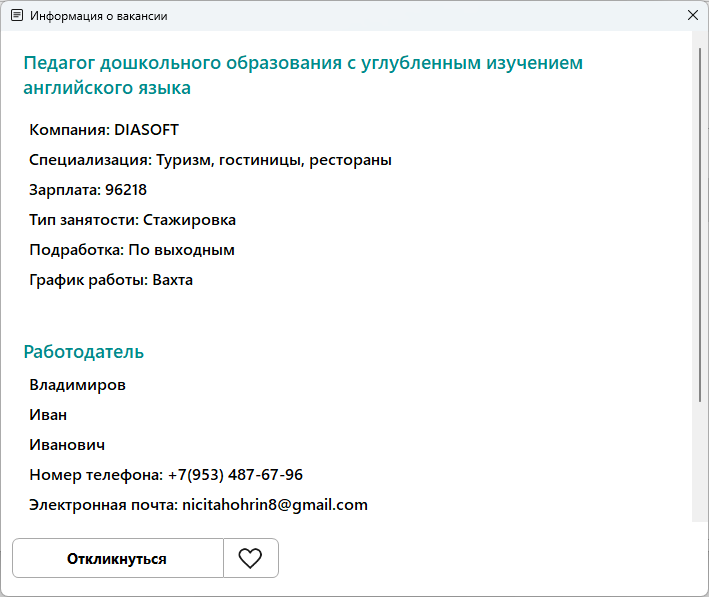 Информация о вакансии
Педагог дошкольного образования с углубленным изучением
английского языка
Компания: DIASOFT
Специализация: Туризм, гостиницы, рестораны
Зарплата: 96218
Тип занятости: Стажировка
Подработка: По выходным
График работы: Вахта
Работодатель
Владимиров
Иван
Иванович
Номер телефона: +7(953) 487-67-96
Электронная почта: nicitahohrin8@gmail.com
Откликнуться